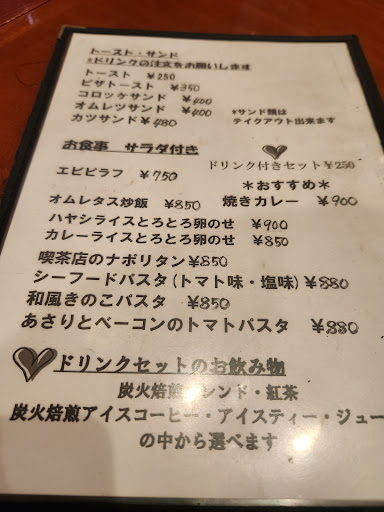 トースト・サンド
*ドリンクの注文をお願いします
トースト ¥250
ピザトースト ¥350
コロッケサンド ¥400
オムレツサンド ¥400
カツサンド ¥480
*サンド類は
テイクアウト出来ます
お食事 サラダ付き
ドリンク付きセット¥250
エビピラフ ¥750
*おすすめ*
オムレタス炒飯 ¥850 焼きカレー ¥900
ハヤシライスとろとろ卵のせ ¥900
カレーライスとろとろ卵のせ ¥850
喫茶店のナポリタン¥850
シーフードパスタ(トマト味・塩味) ¥880
和風きのこパスタ ¥850
あさりとベーコンのトマトパスタ ¥880
ドリンクセットのお飲み物
炭火焙煎 レンド・紅茶
炭火焙煎アイスコーヒー・アイスティー・ジュー
の中から選べます